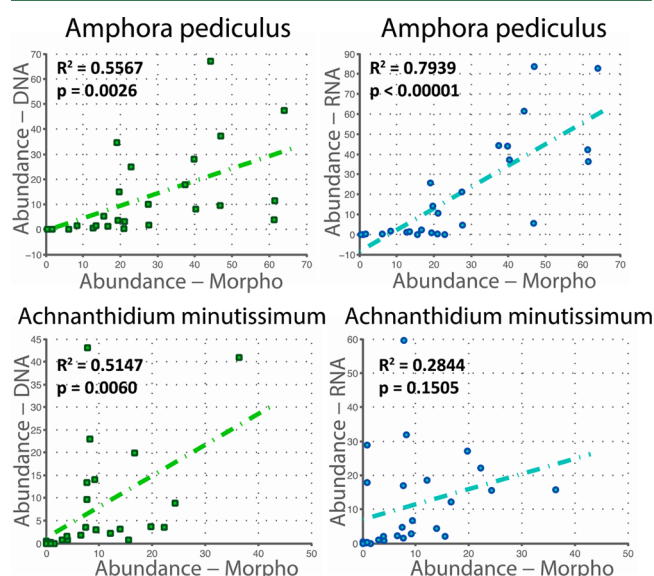 Amphora pediculus
Abundance – DNA
70
60
50
40
30
20
10
0
−10
R² = 0.5567
p = 0.0026
0 10 20 30 40 50 60 70
Abundance – Morpho
Amphora pediculus
Abundance – RNA
90
80
70
60
50
40
30
20
10
0
−10
R² = 0.7939
p < 0.00001
0 10 20 30 40 50 60 70
Abundance – Morpho
Achnanthidium minutissimum
Abundance – DNA
45
40
35
30
25
20
15
10
5
0
R² = 0.5147
p = 0.0060
0 10 20 30 40 50
Abundance – Morpho
Achnanthidium minutissimum
Abundance – RNA
60
50
40
30
20
10
R² = 0.2844
p = 0.1505
0 10 20 30 40 50
Abundance – Morpho